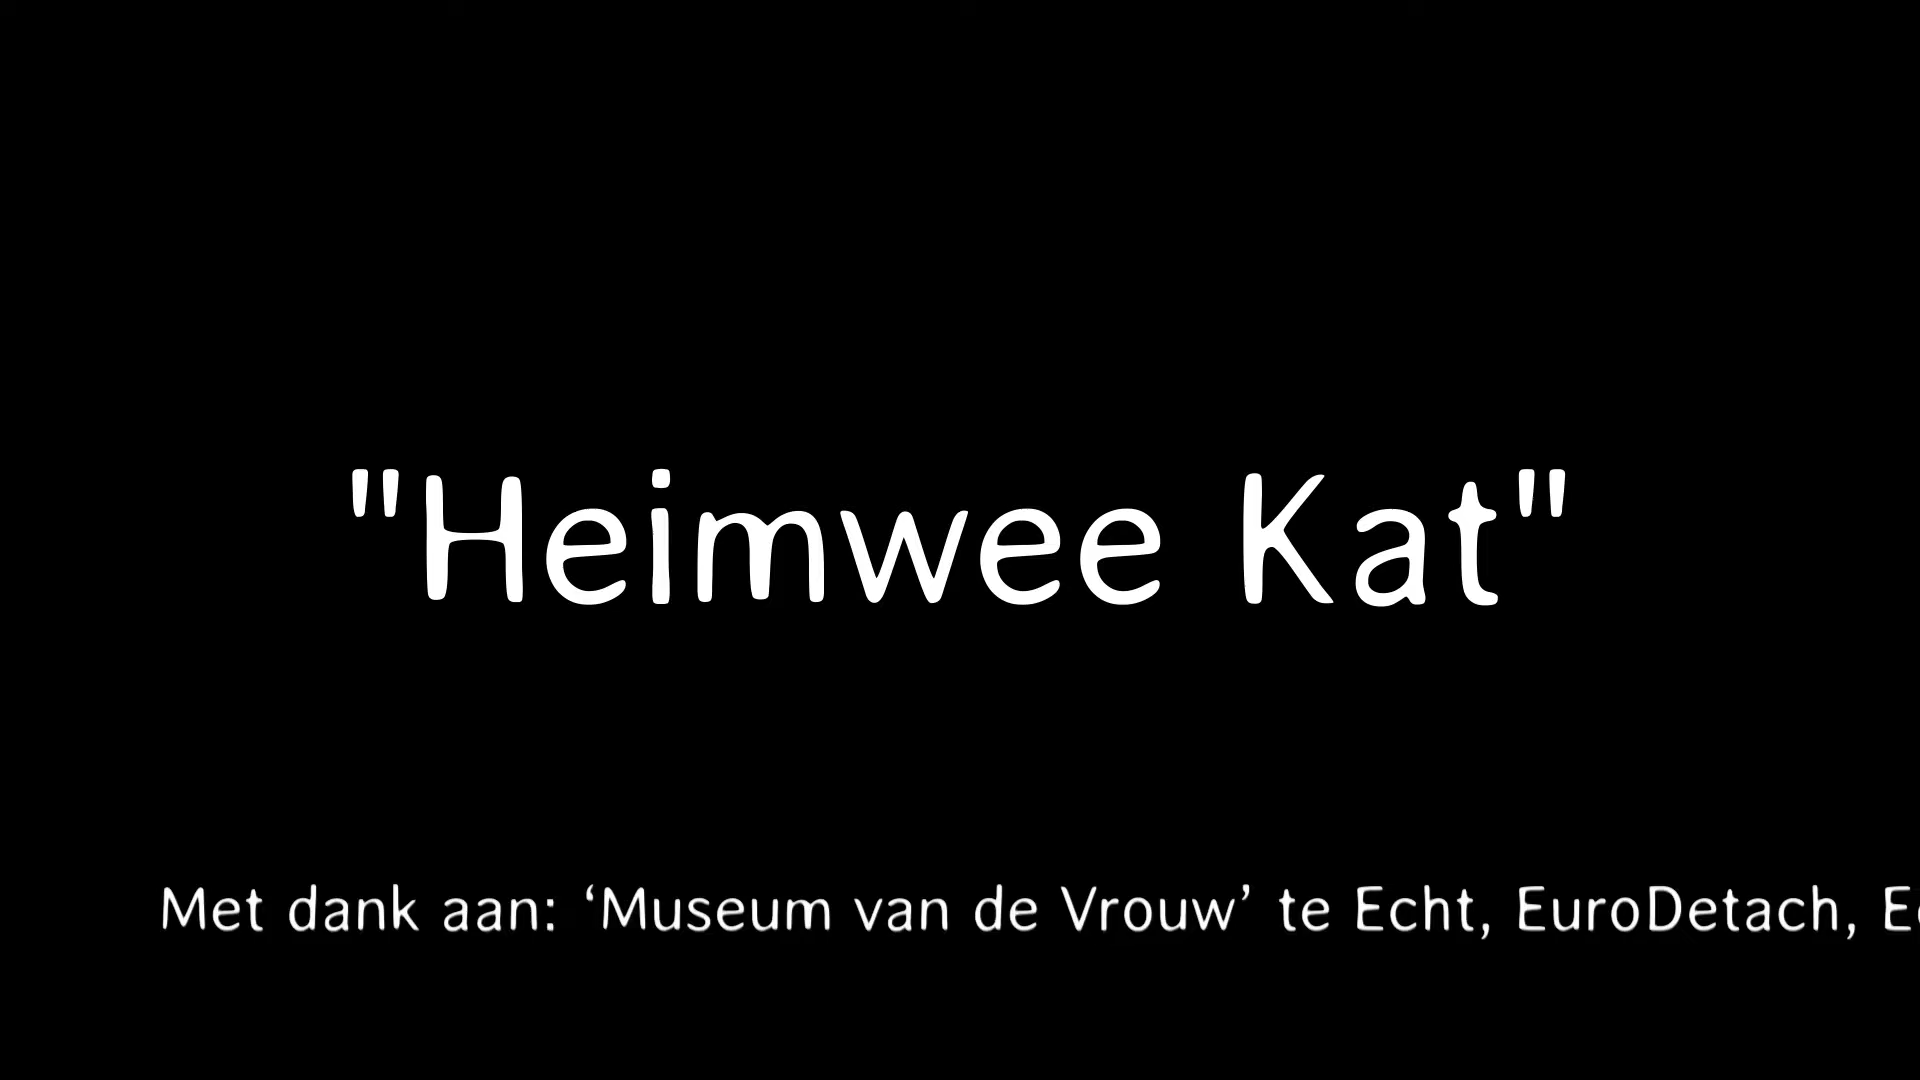 "Heimwee Kat"
Met dank aan: ‘Museum van de Vrouw’ te Echt, EuroDetach,